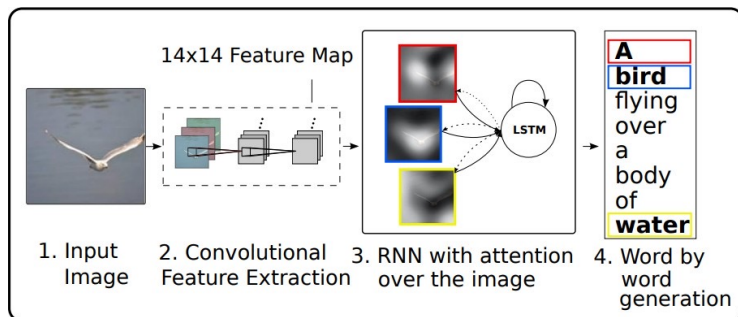 14x14 Feature Map
LSTM
A
bird
flying
over
a
body
of
water
1. Input
Image
2. Convolutional
Feature Extraction
3. RNN with attention
over the image
4. Word by
word
generation